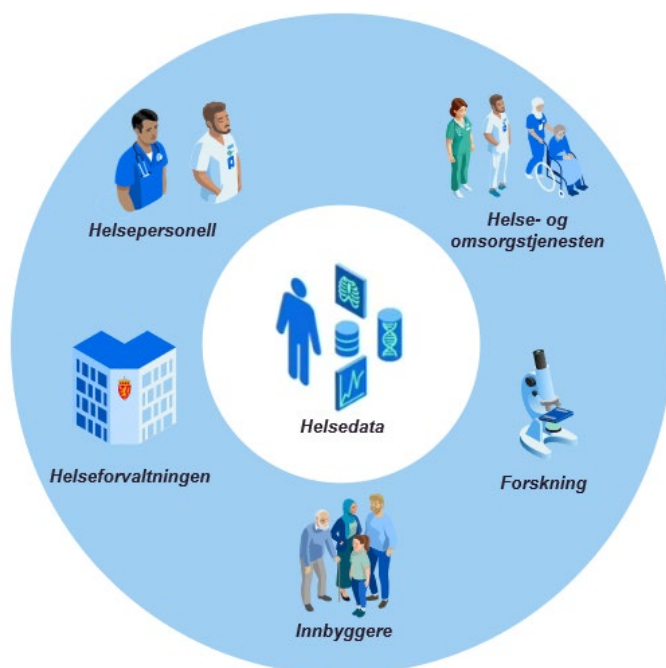 Helsepersonell
Helse- og
omsorgstjenesten
Helsedata
Helseforvaltningen
Forskning
Innbyggere